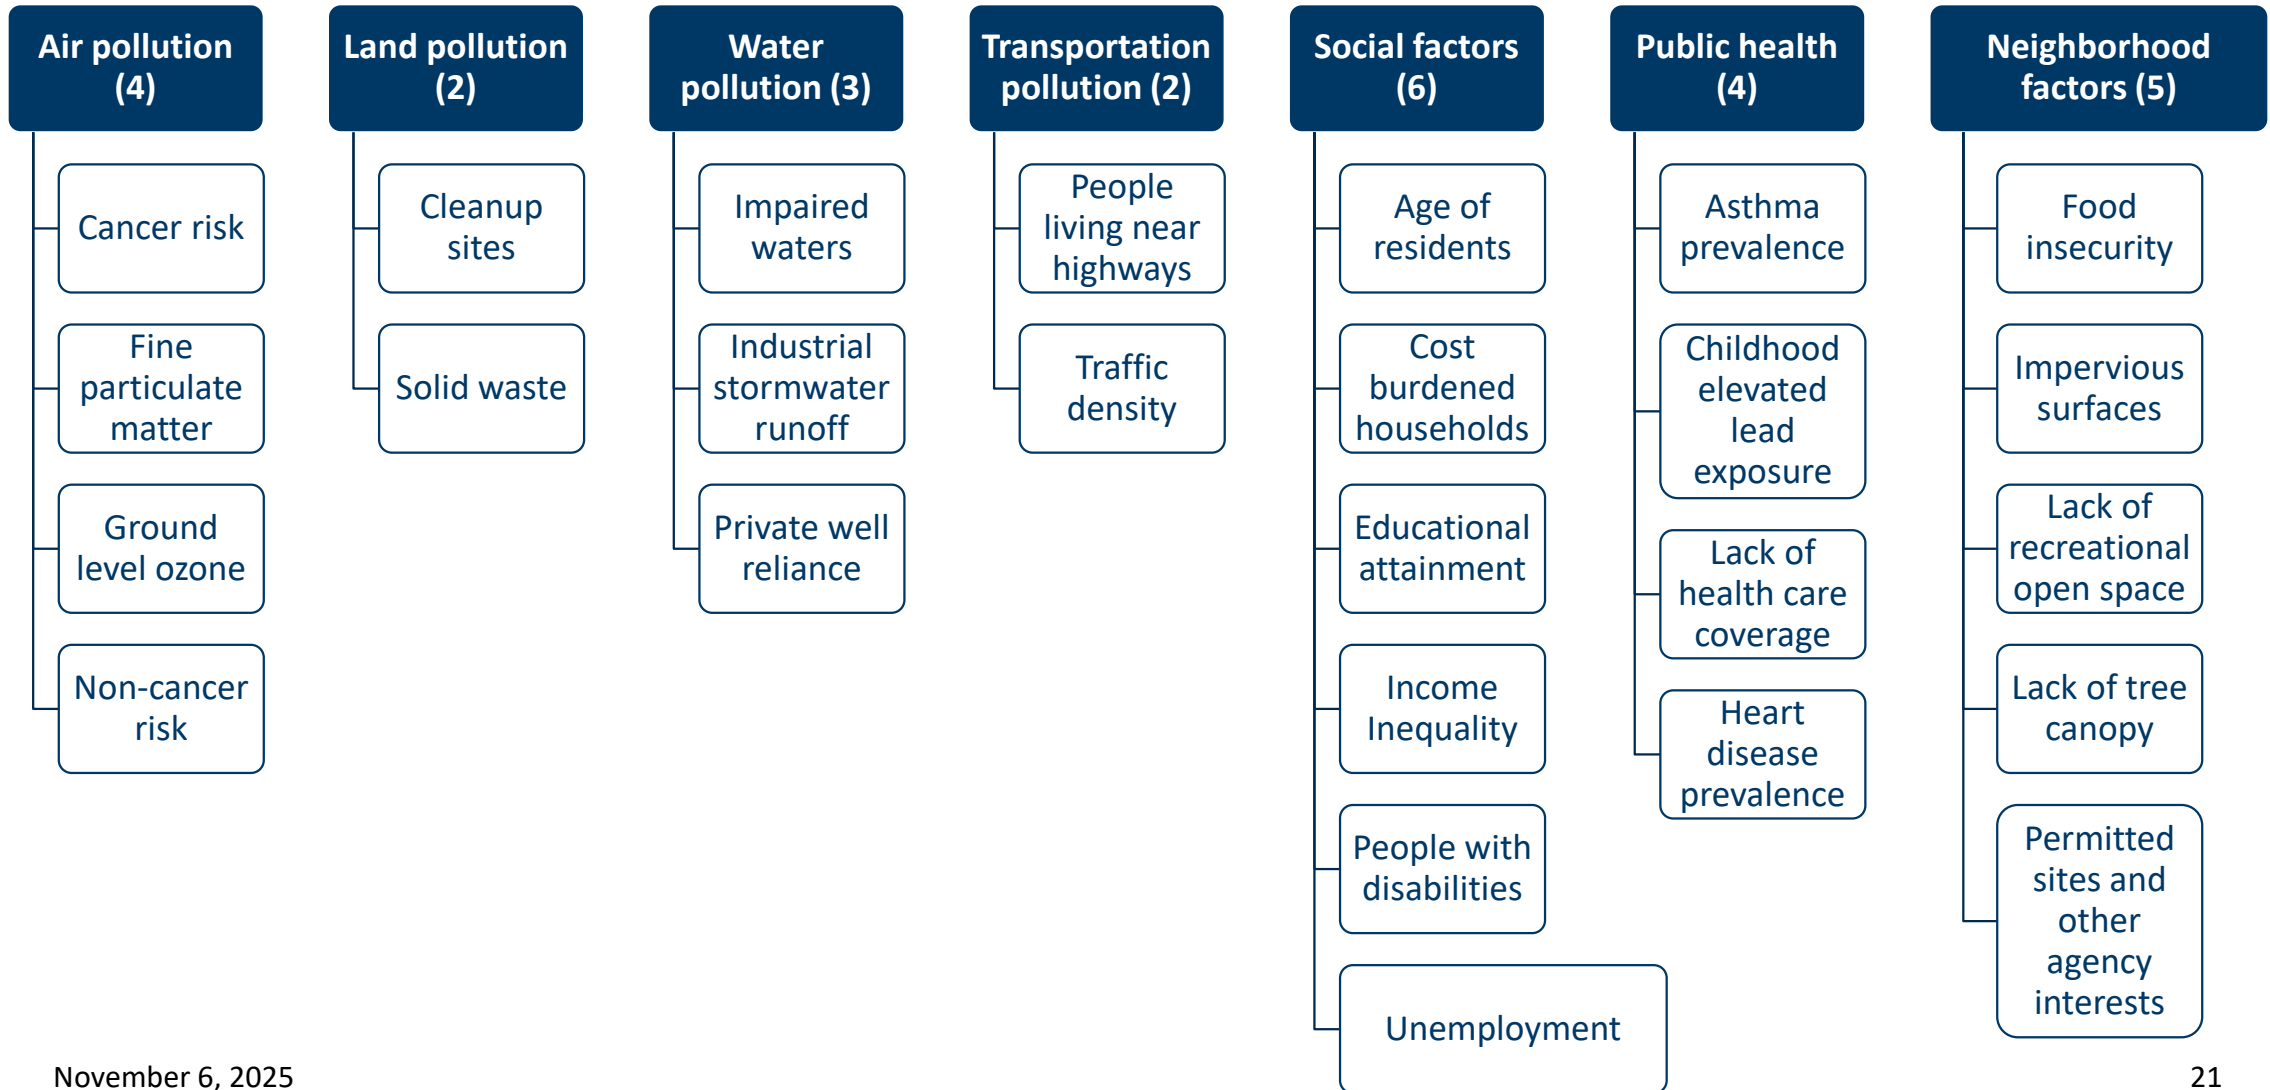 Air pollution
(4)
Cancer risk
Fine
particulate
matter
Ground
level ozone
Non-cancer
risk
Land pollution
(2)
Cleanup
sites
Solid waste
Water
pollution (3)
Impaired
waters
Industrial
stormwater
runoff
Private well
reliance
Transportation
pollution (2)
People
living near
highways
Traffic
density
Social factors
(6)
Age of
residents
Cost
burdened
households
Educational
attainment
Income
Inequality
People with
disabilities
Unemployment
Public health
(4)
Asthma
prevalence
Childhood
elevated
lead
exposure
Lack of
health care
coverage
Heart
disease
prevalence
Neighborhood
factors (5)
Food
insecurity
Impervious
surfaces
Lack of
recreational
open space
Lack of tree
canopy
Permitted
sites and
other
agency
interests
November 6, 2025
21